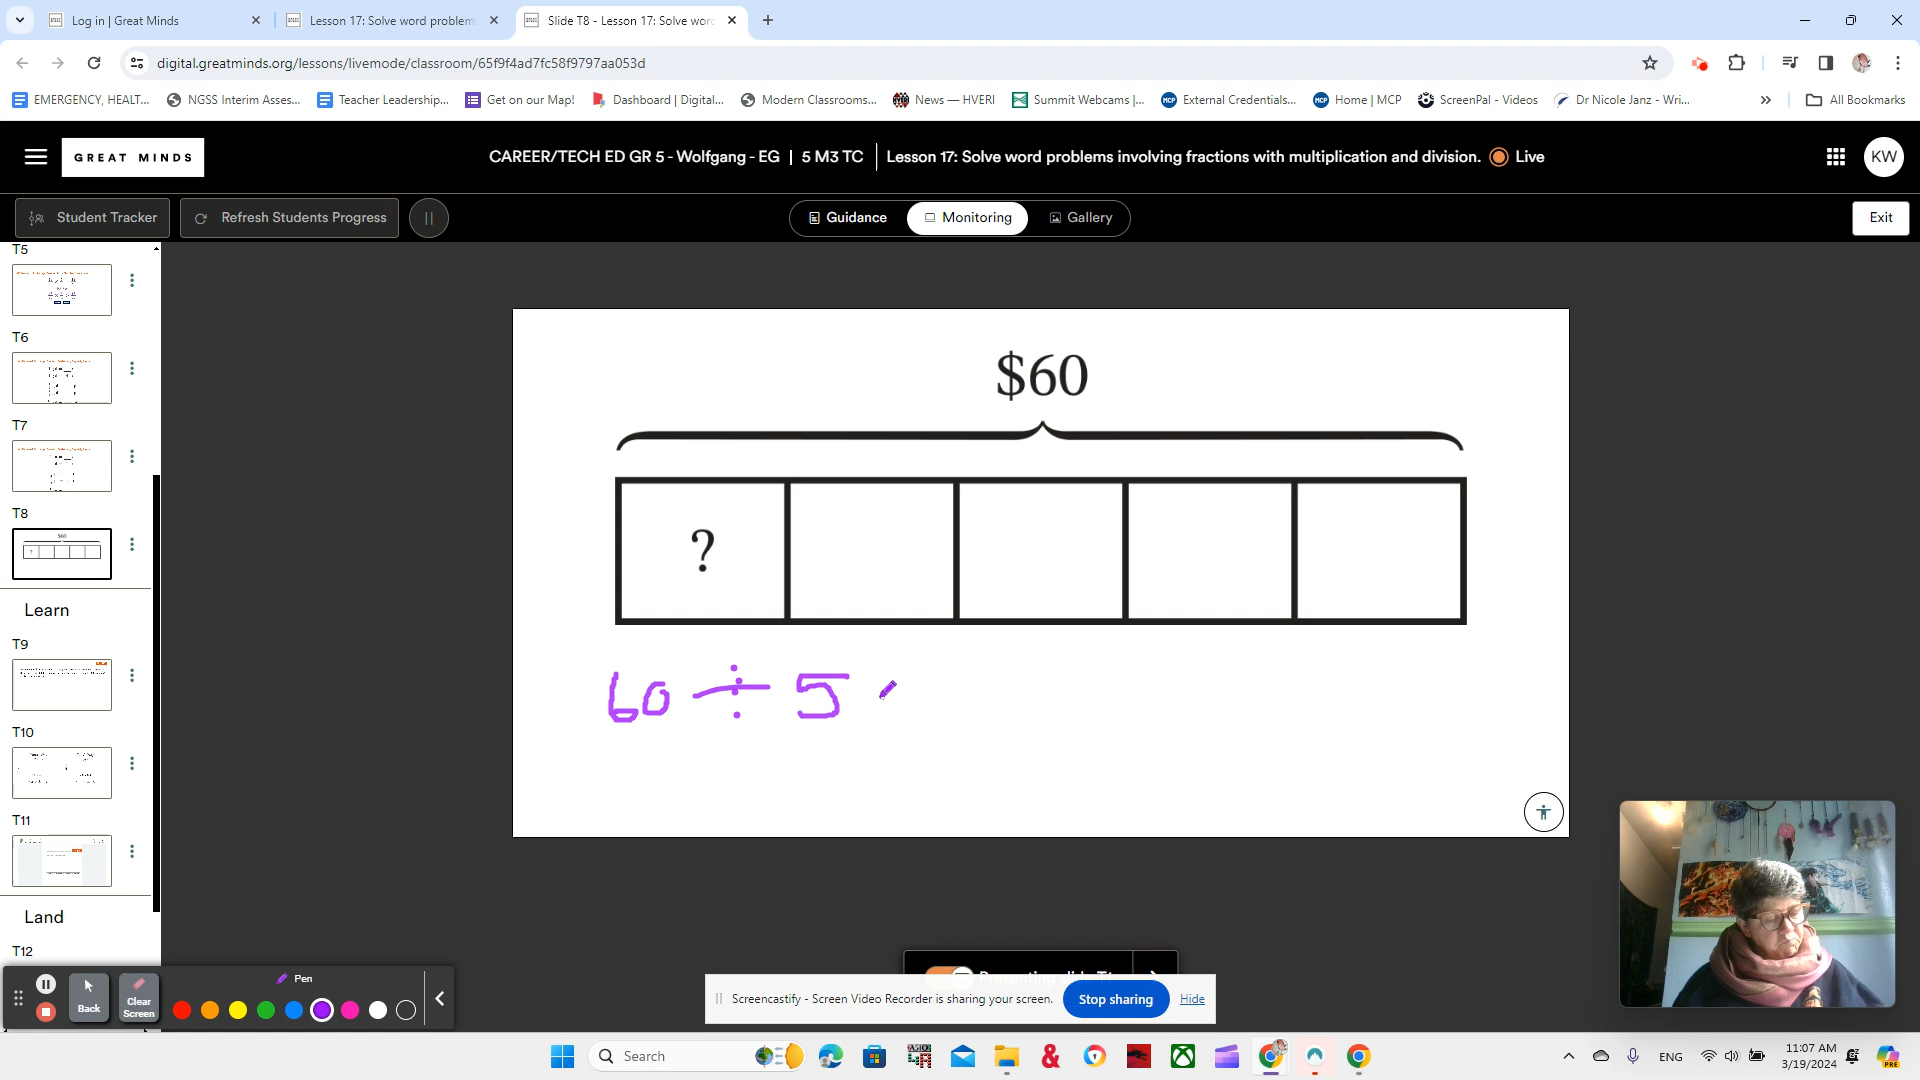 Log in | Great Minds
Lesson 17: Solve word problem
Slide T8 - Lesson 17: Solve wor
digital.greatminds.org/lessons/livemode/classroom/65f9f4ad7fc58f9797aa053d
EMERGENCY, HEALT...
NGSS Interim Asses...
Teacher Leadership...
Get on our Map!
Dashboard | Digital...
Modern Classrooms...
News — HVERI
Summit Webcams |...
External Credentials...
Home | MCP
ScreenPal - Videos
Dr Nicole Janz - Wri...
All Bookmarks
GREAT MINDS
CAREER/TECH ED GR 5 - Wolfgang - EG | 5 M3 TC
Lesson 17: Solve word problems involving fractions with multiplication and division.
Live
KW
Student Tracker
Refresh Students Progress
Guidance
Monitoring
Gallery
Exit
T5
T6
T7
T8
Learn
T9
T10
T11
Land
T12
$60
?
60 ÷ 5
Back
Clear Screen
Pen
Screencastify - Screen Video Recorder is sharing your screen.
Stop sharing
Hide
Search
ENG
11:07 AM
3/19/2024